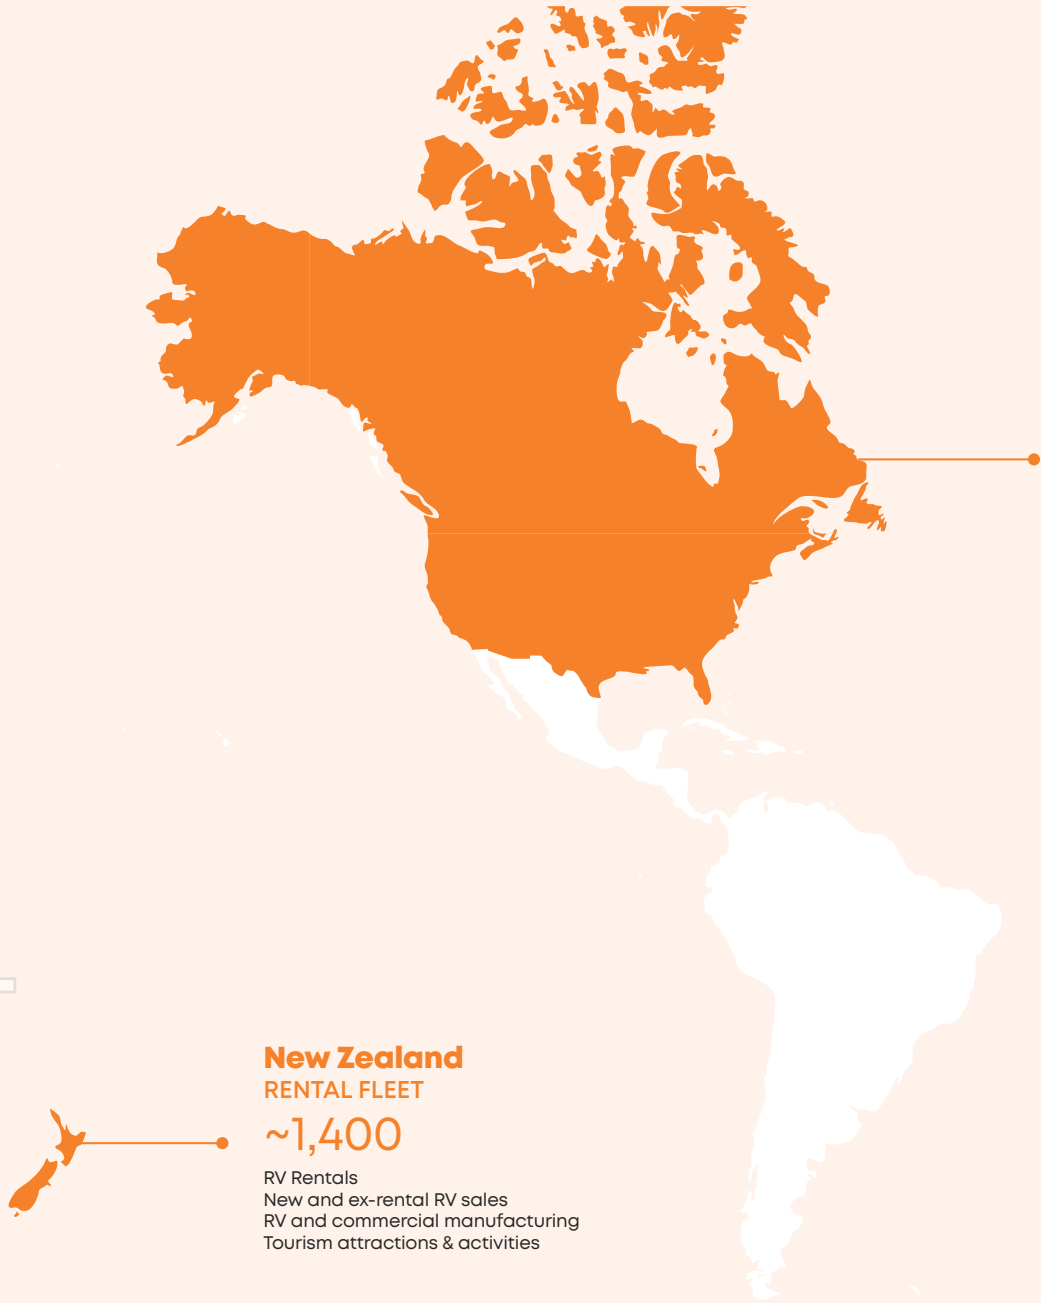 New Zealand
RENTAL FLEET
~1,400
RV Rentals
New and ex-rental RV sales
RV and commercial manufacturing
Tourism attractions & activities